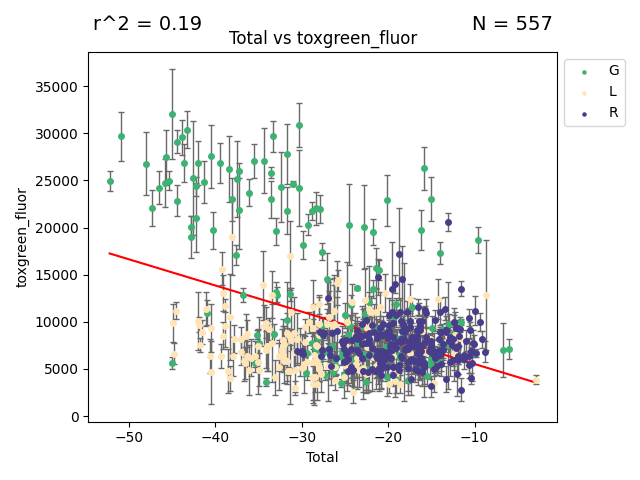 r^2 = 0.19
N = 557
Total vs toxgreen_fluor
35000
30000
25000
20000
15000
10000
5000
0
toxgreen_fluor
−50
−40
−30
−20
−10
Total
G
L
R